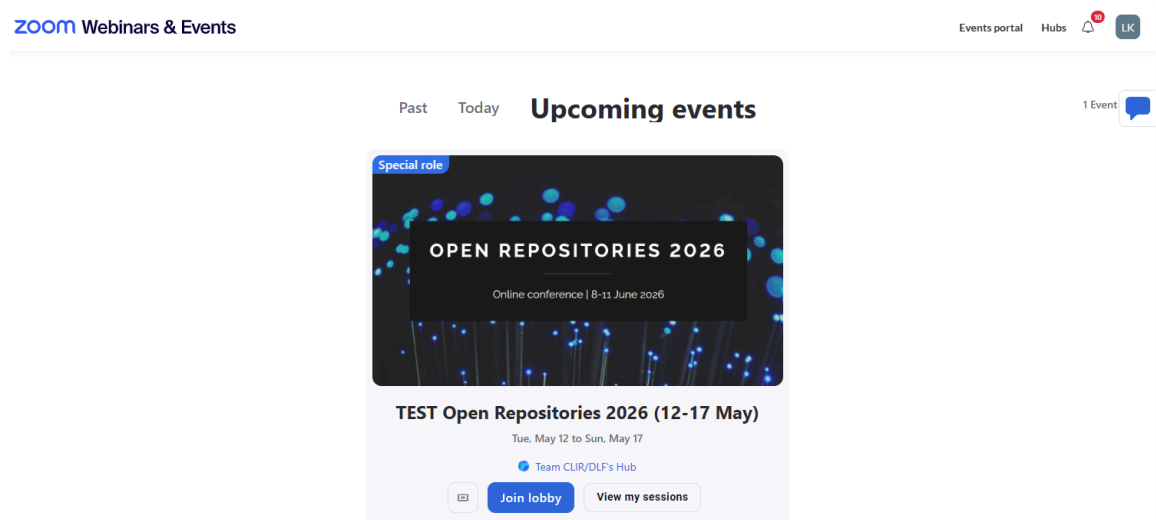 zoom Webinars & Events
Events portal Hubs 10 LK
Past Today Upcoming events
1 Event
Special role
OPEN REPOSITORIES 2026
Online conference | 8-11 June 2026
TEST Open Repositories 2026 (12-17 May)
Tue, May 12 to Sun, May 17
Team CLIR/DLF's Hub
Join lobby View my sessions